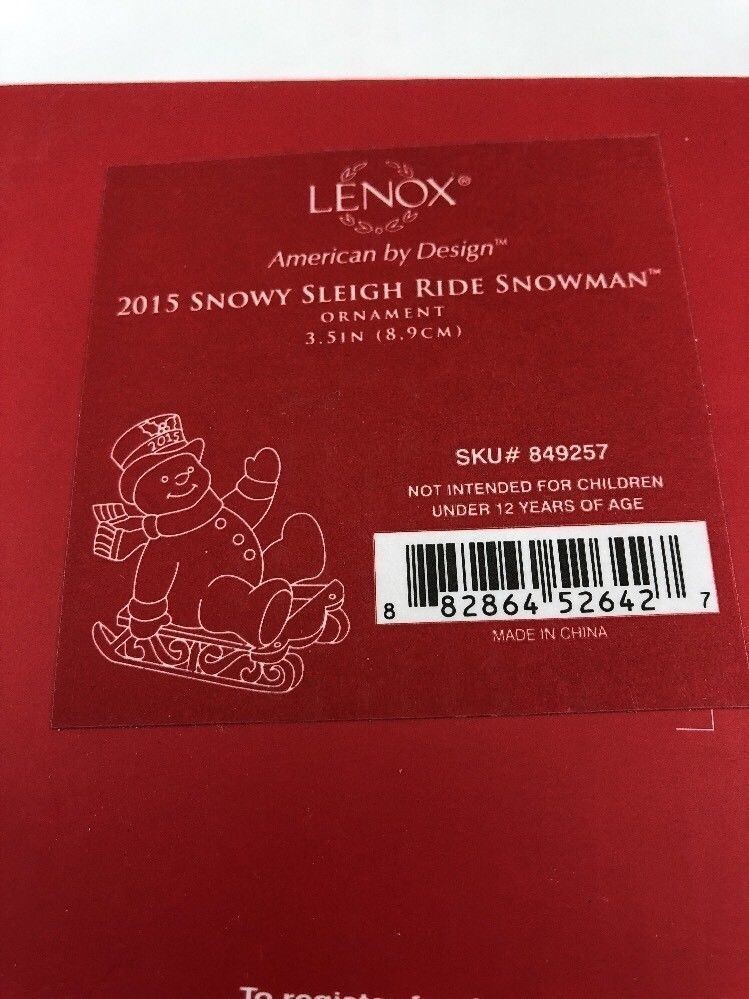 LENOX®
American by Design™
2015 SNOWY SLEIGH RIDE SNOWMAN™
ORNAMENT
3.5IN (8.9CM)
2015
SKU# 849257
NOT INTENDED FOR CHILDREN
UNDER 12 YEARS OF AGE
8 82864 52642 7
MADE IN CHINA
To